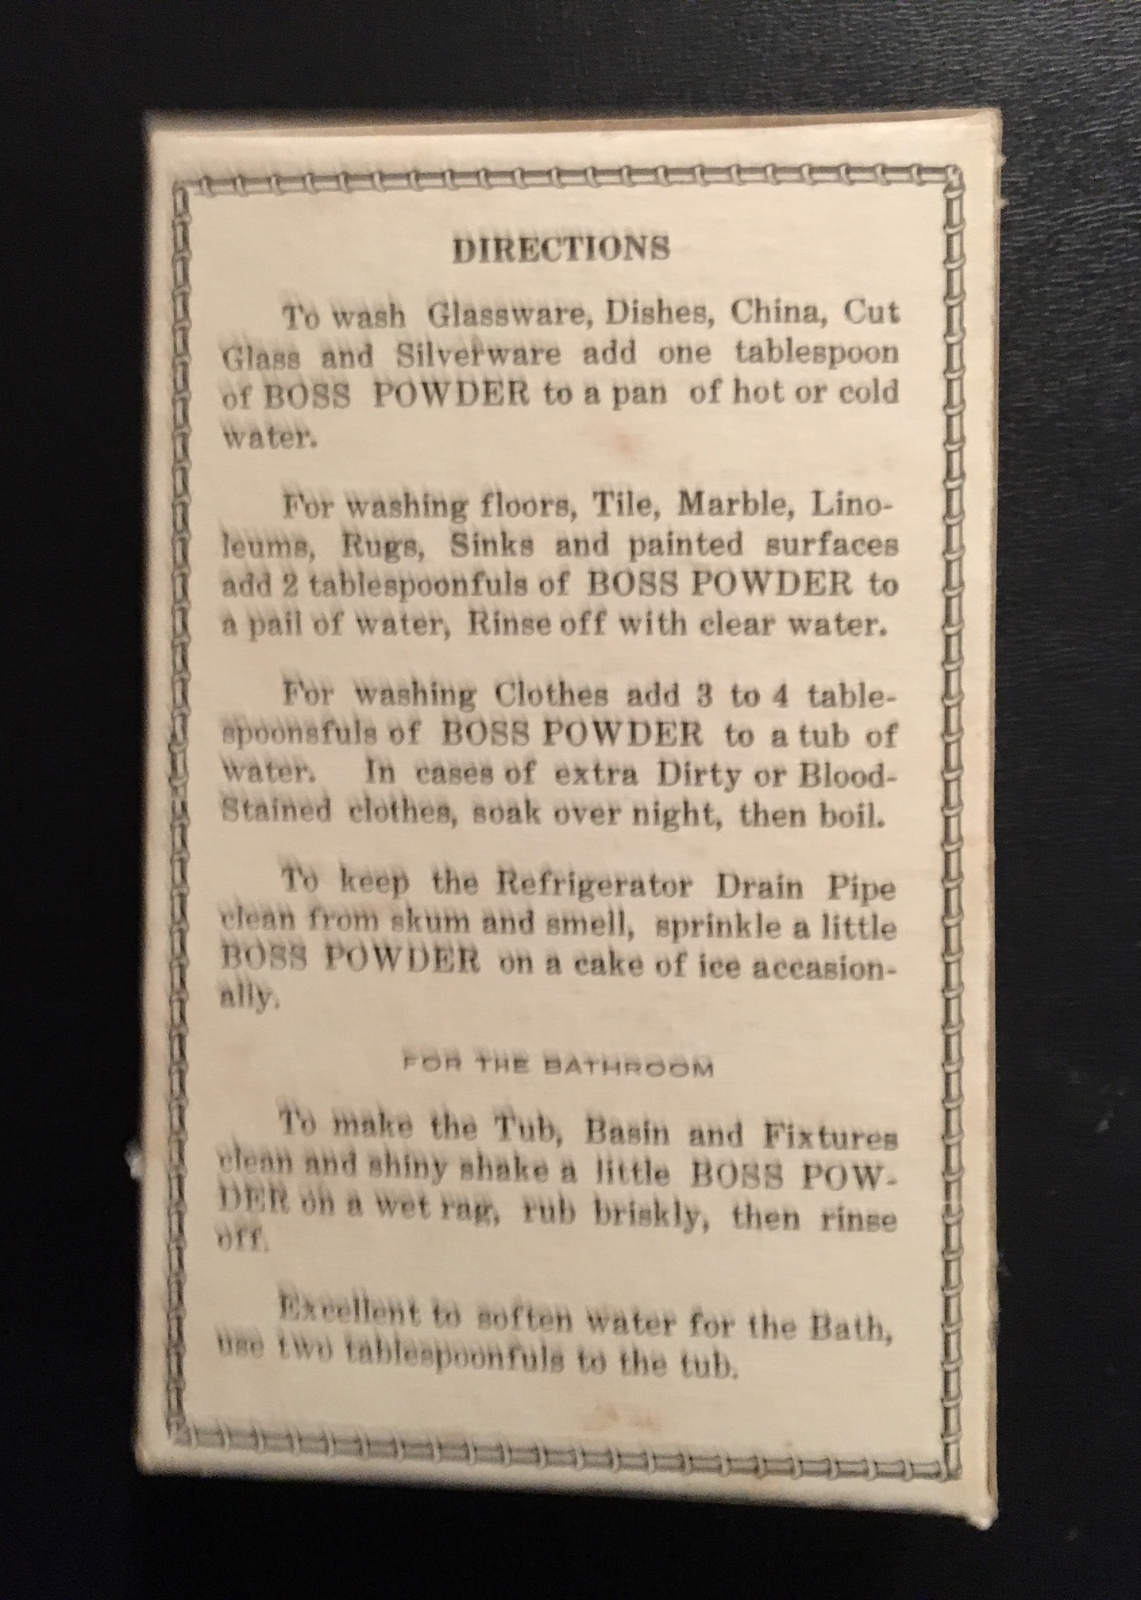 DIRECTIONS
To wash Glassware, Dishes, China, Cut
Glass and Silverware add one tablespoon
of BOSS POWDER to a pan of hot or cold
water.
For washing floors, Tile, Marble, Lino-
leums, Rugs, Sinks and painted surfaces
add 2 tablespoonfuls of BOSS POWDER to
a pail of water, Rinse off with clear water.
For washing Clothes add 3 to 4 table-
spoonsfuls of BOSS POWDER to a tub of
water. In cases of extra Dirty or Blood-
Stained clothes, soak over night, then boil.
To keep the Refrigerator Drain Pipe
clean from skum and smell, sprinkle a little
BOSS POWDER on a cake of ice accasion-
ally.
FOR THE BATHROOM
To make the Tub, Basin and Fixtures
clean and shiny shake a little BOSS POW-
DER on a wet rag, rub briskly, then rinse
off.
Excellent to soften water for the Bath,
use two tablespoonfuls to the tub.